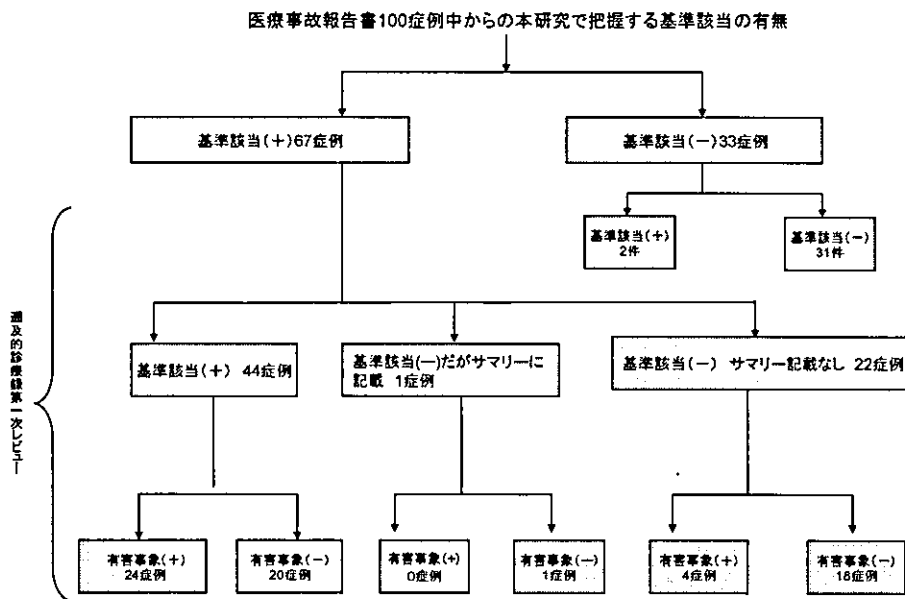 医療事故報告書100症例中からの本研究で把握する基準該当の有無
基準該当(+)67症例
基準該当(－)33症例
基準該当(+)
2件
基準該当(－)
31件
遡及的診療録第一次レビュー
基準該当(+) 44症例
基準該当(－)だがサマリーに
記載 1症例
基準該当(－) サマリー記載なし 22症例
有害事象(+)
24症例
有害事象(－)
20症例
有害事象(+)
0症例
有害事象(－)
1症例
有害事象(+)
4症例
有害事象(－)
18症例